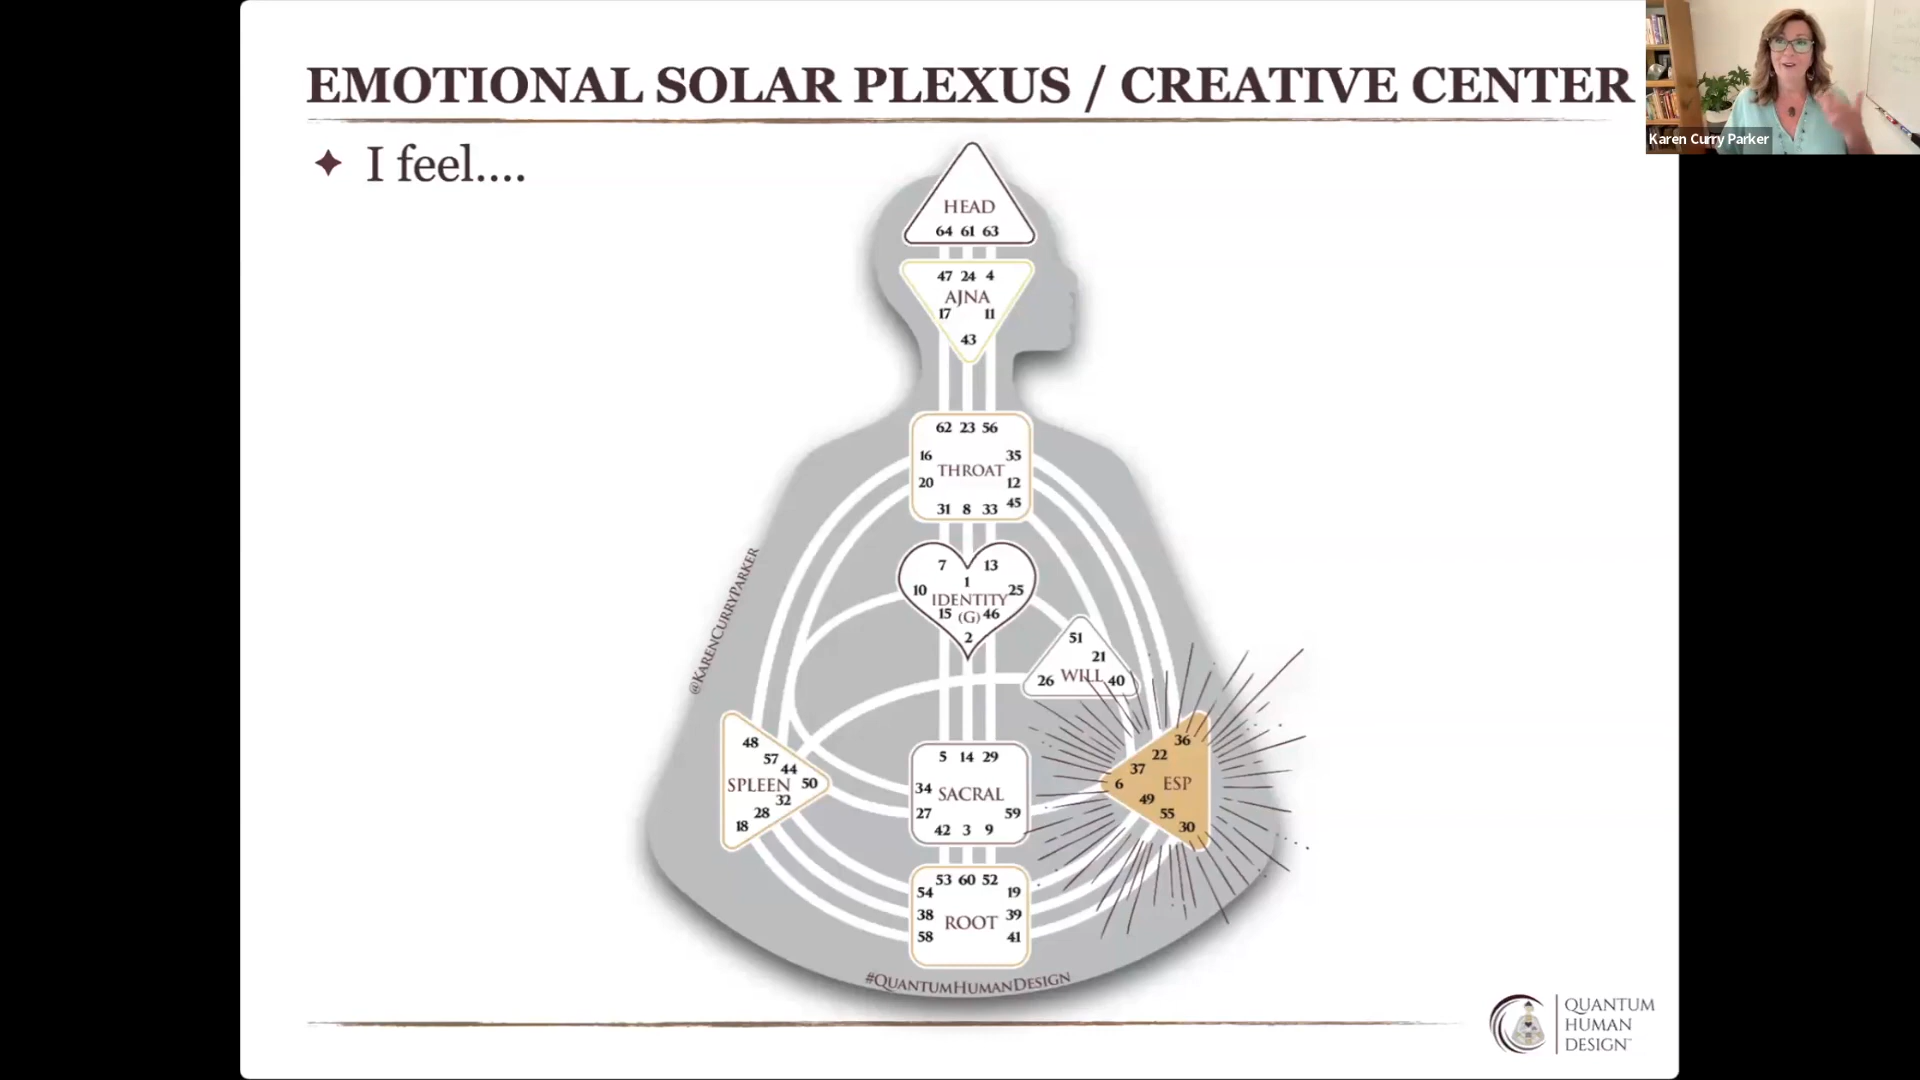 EMOTIONAL SOLAR PLEXUS / CREATIVE CENTER
Karen Curry Parker
I feel....
HEAD
64 61 63
47 24 4
AJNA
17 11
43
62 23 56
16 35
THROAT
20 12
45
31 8 33
@KARENCURRYPARKER
7 13
1
10 25
IDENTITY
15 (G) 46
2
51
21
26 WILL 40
48
57
44
SPLEEN 50
32
28
18
5 14 29
34 SACRAL
27 59
42 3 9
36
22
37
6 ESP
49
55
30
53 60 52
54 19
38 ROOT 39
58 41
#QUANTUMHUMANDESIGN
QUANTUM
HUMAN
DESIGN™